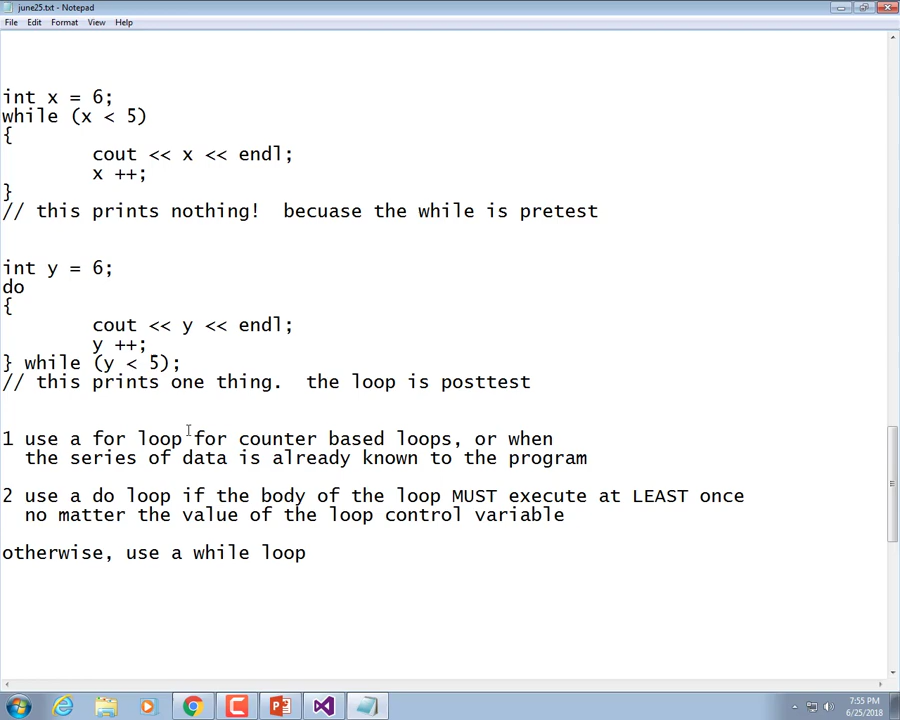 june25.txt - Notepad
File Edit Format View Help
int x = 6;
while (x < 5)
{
cout << x << endl;
x ++;
}
// this prints nothing!  becuase the while is pretest
int y = 6;
do
{
cout << y << endl;
y ++;
} while (y < 5);
// this prints one thing.  the loop is posttest
1 use a for loop for counter based loops, or when
the series of data is already known to the program
2 use a do loop if the body of the loop MUST execute at LEAST once
no matter the value of the loop control variable
otherwise, use a while loop
7:55 PM
6/25/2018